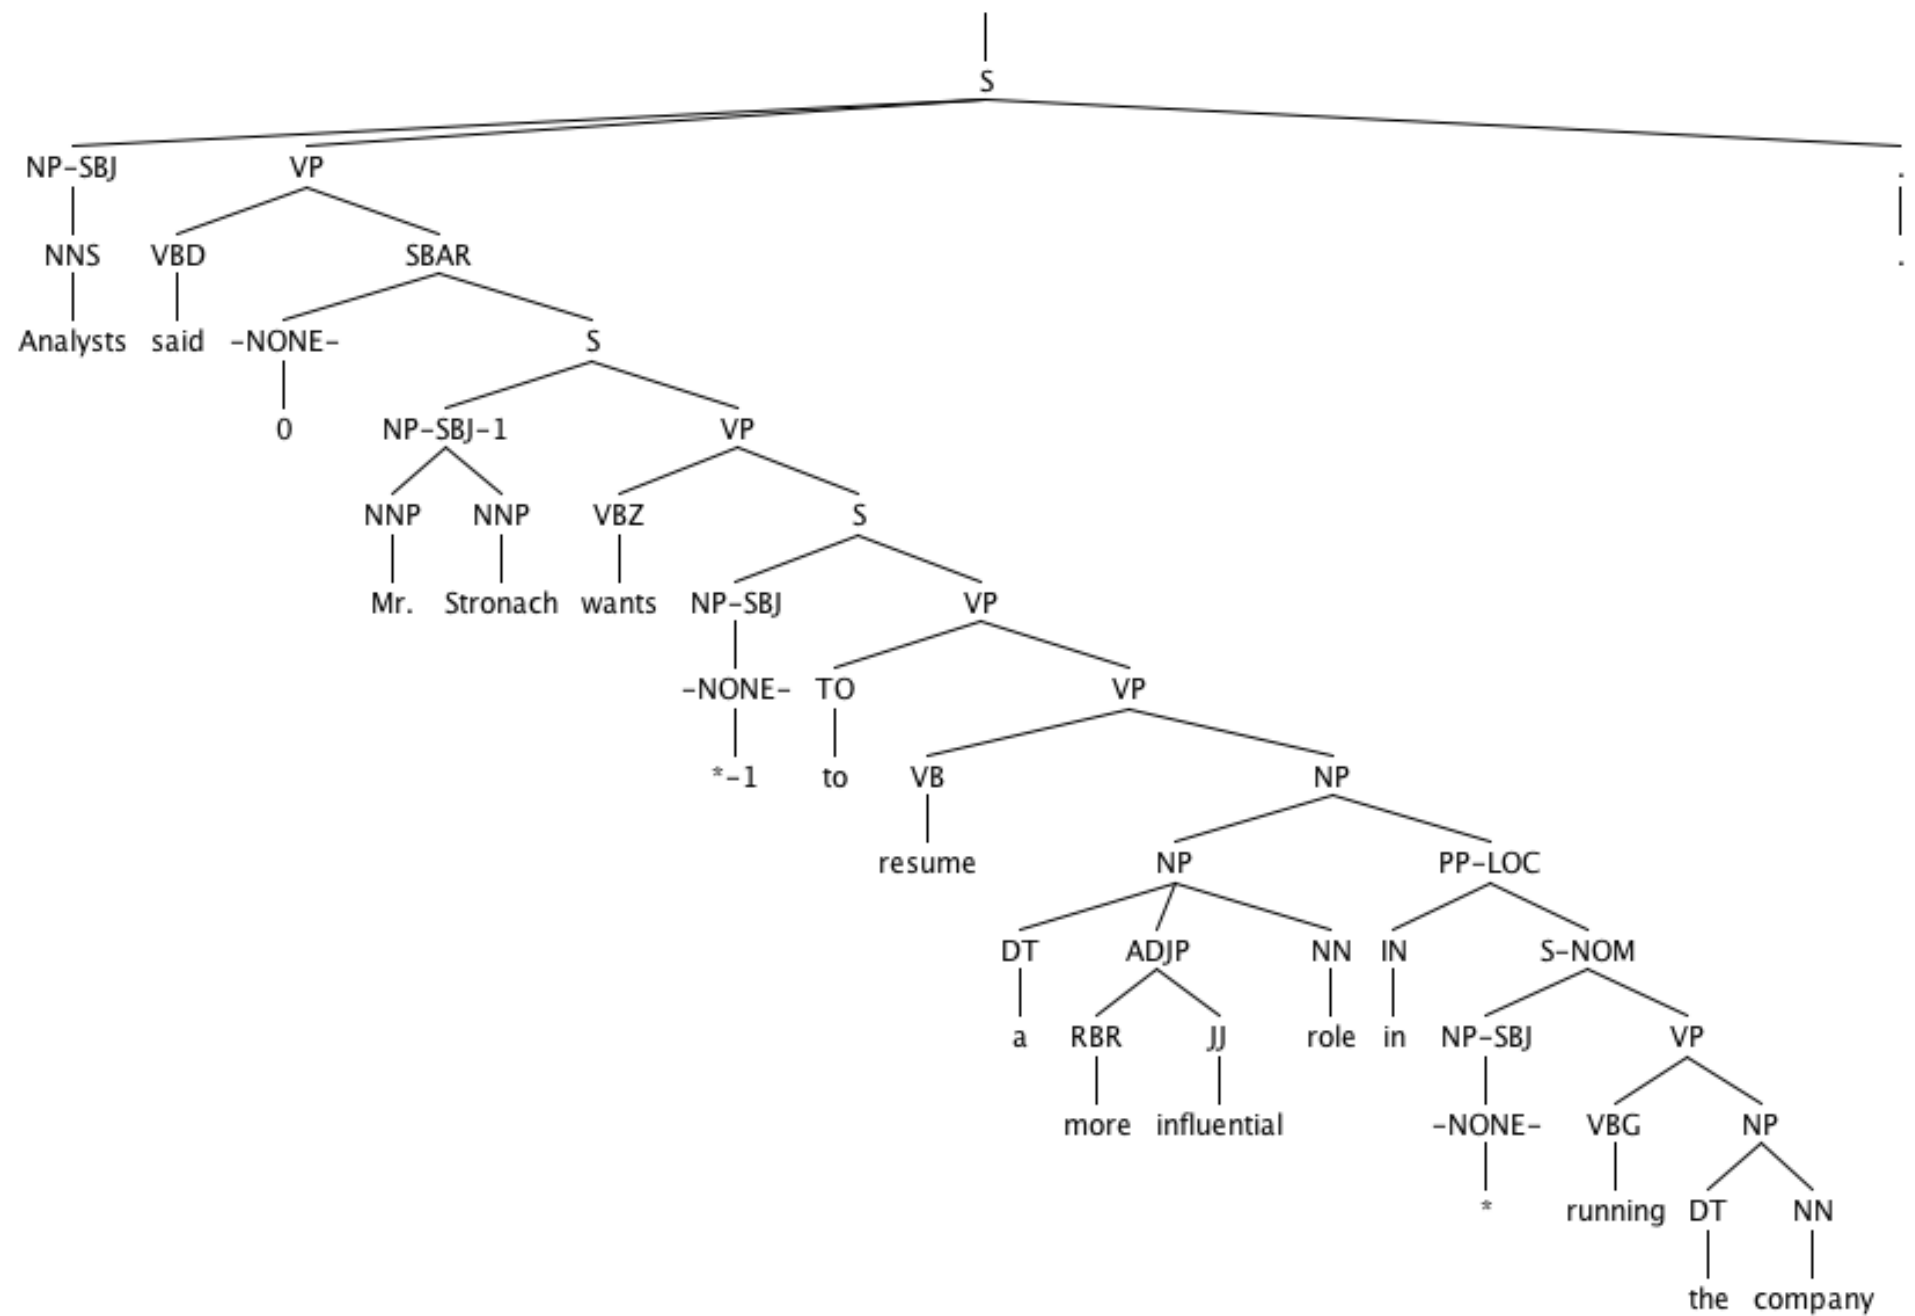 S
NP-SBJ VP .
NNS VBD SBAR .
Analysts said -NONE- S
0 NP-SBJ-1 VP
NNP NNP VBZ S
Mr. Stronach wants NP-SBJ VP
-NONE- TO VP
*-1 to VB NP
resume NP PP-LOC
DT ADJP NN IN S-NOM
a RBR JJ role in NP-SBJ VP
more influential -NONE- VBG NP
* running DT NN
the company